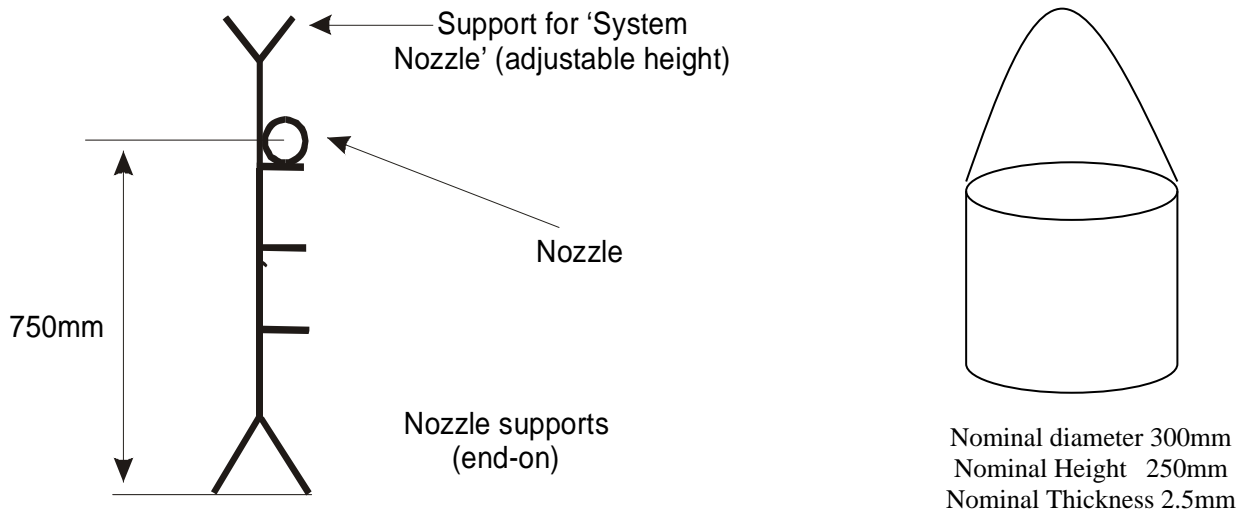 Support for ‘System
Nozzle’ (adjustable height)
Nozzle
750mm
Nozzle supports
(end-on)
Nominal diameter 300mm
Nominal Height 250mm
Nominal Thickness 2.5mm